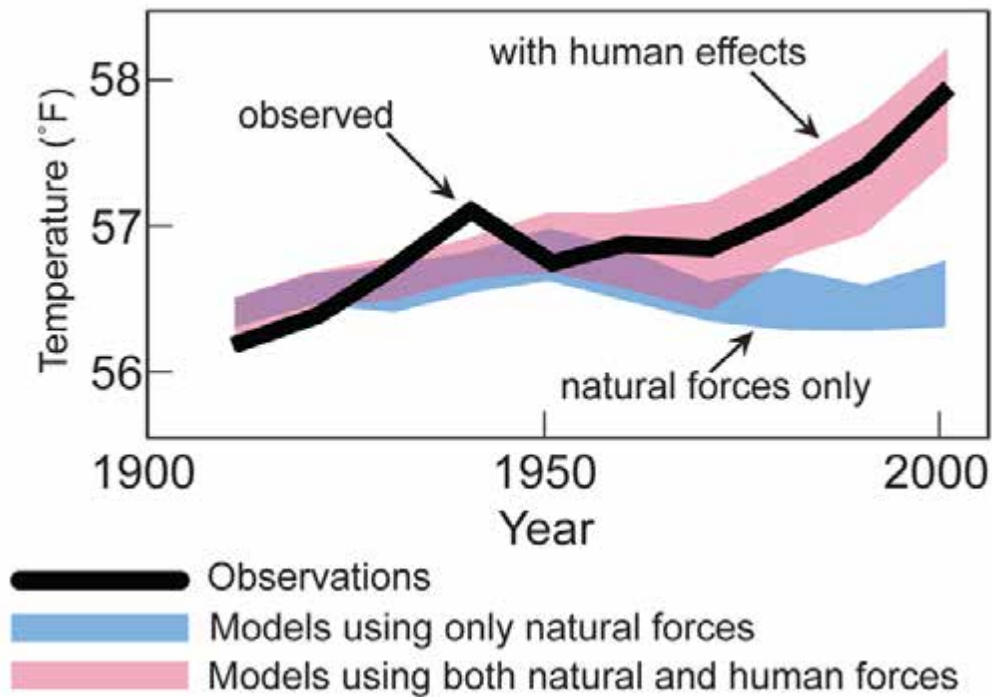 with human effects
58
observed
57
Temperature (˚F)
56
natural forces only
1900 1950 2000
Year
Observations
Models using only natural forces
Models using both natural and human forces